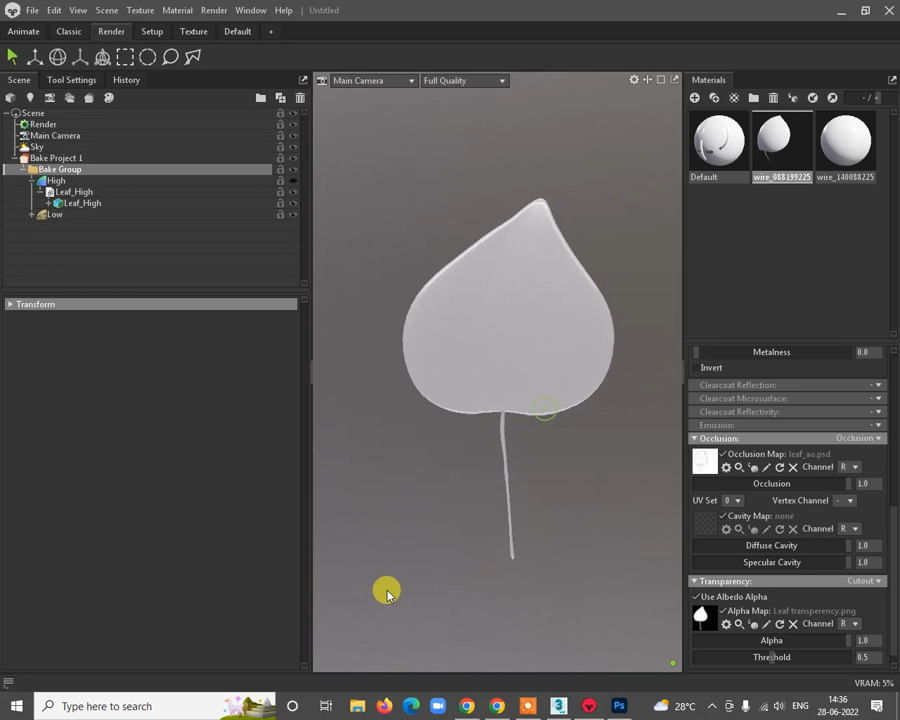 File Edit View Scene Texture Material Render Window Help Untitled
Animate Classic Render Setup Texture Default +
Scene Tool Settings History
Main Camera Full Quality
Materials
- / +
Scene
Render
Main Camera
Sky
Bake Project 1
Bake Group
High
Leaf_High
Leaf_High
Low
Transform
Default wire_088199225 wire_140088225
Metalness 0.0
Invert
Clearcoat Reflection: -
Clearcoat Microsurface: -
Clearcoat Reflectivity: -
Emission: -
Occlusion: Occlusion
Occlusion Map: leaf_ao.psd
Channel R
Occlusion 1.0
UV Set 0 Vertex Channel -
Cavity Map: none
Channel R
Diffuse Cavity 1.0
Specular Cavity 1.0
Transparency: Cutout
Use Albedo Alpha
Alpha Map: Leaf transperency.png
Channel R
Alpha 1.0
Threshold 0.5
VRAM: 5%
Type here to search
3
Ps
28°C
ENG
14:36
28-06-2022